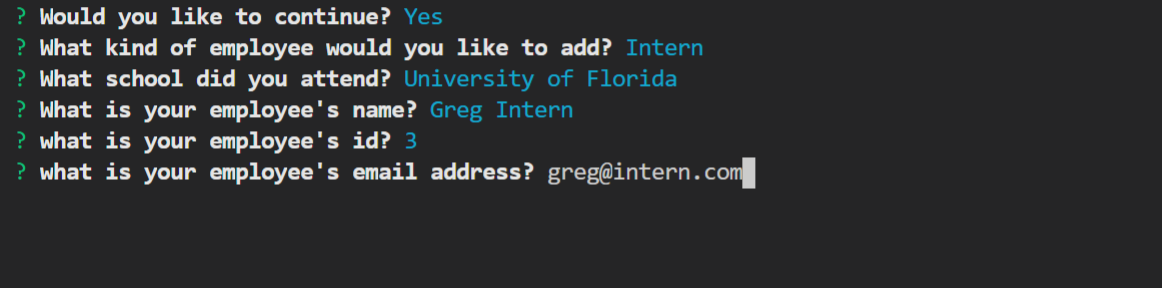 ? Would you like to continue? Yes
? What kind of employee would you like to add? Intern
? What school did you attend? University of Florida
? What is your employee's name? Greg Intern
? what is your employee's id? 3
? what is your employee's email address? greg@intern.com